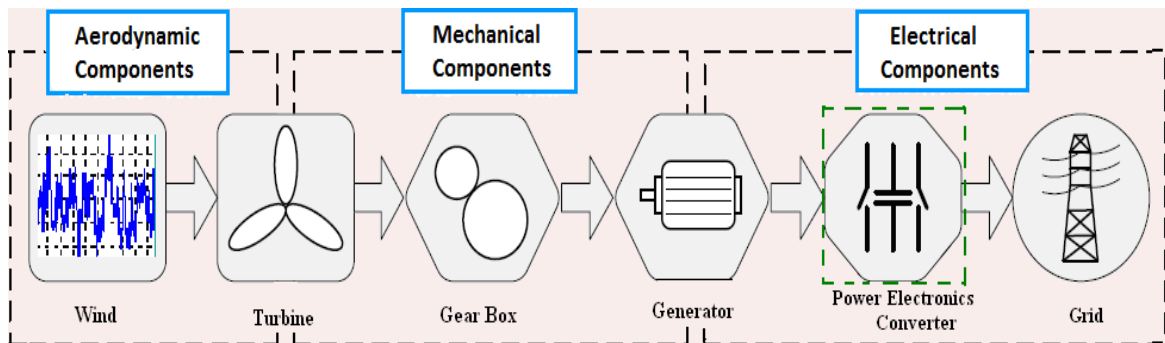 Aerodynamic
Components
Mechanical
Components
Electrical
Components
Wind
Turbine
Gear Box
Generator
Power Electronics
Converter
Grid